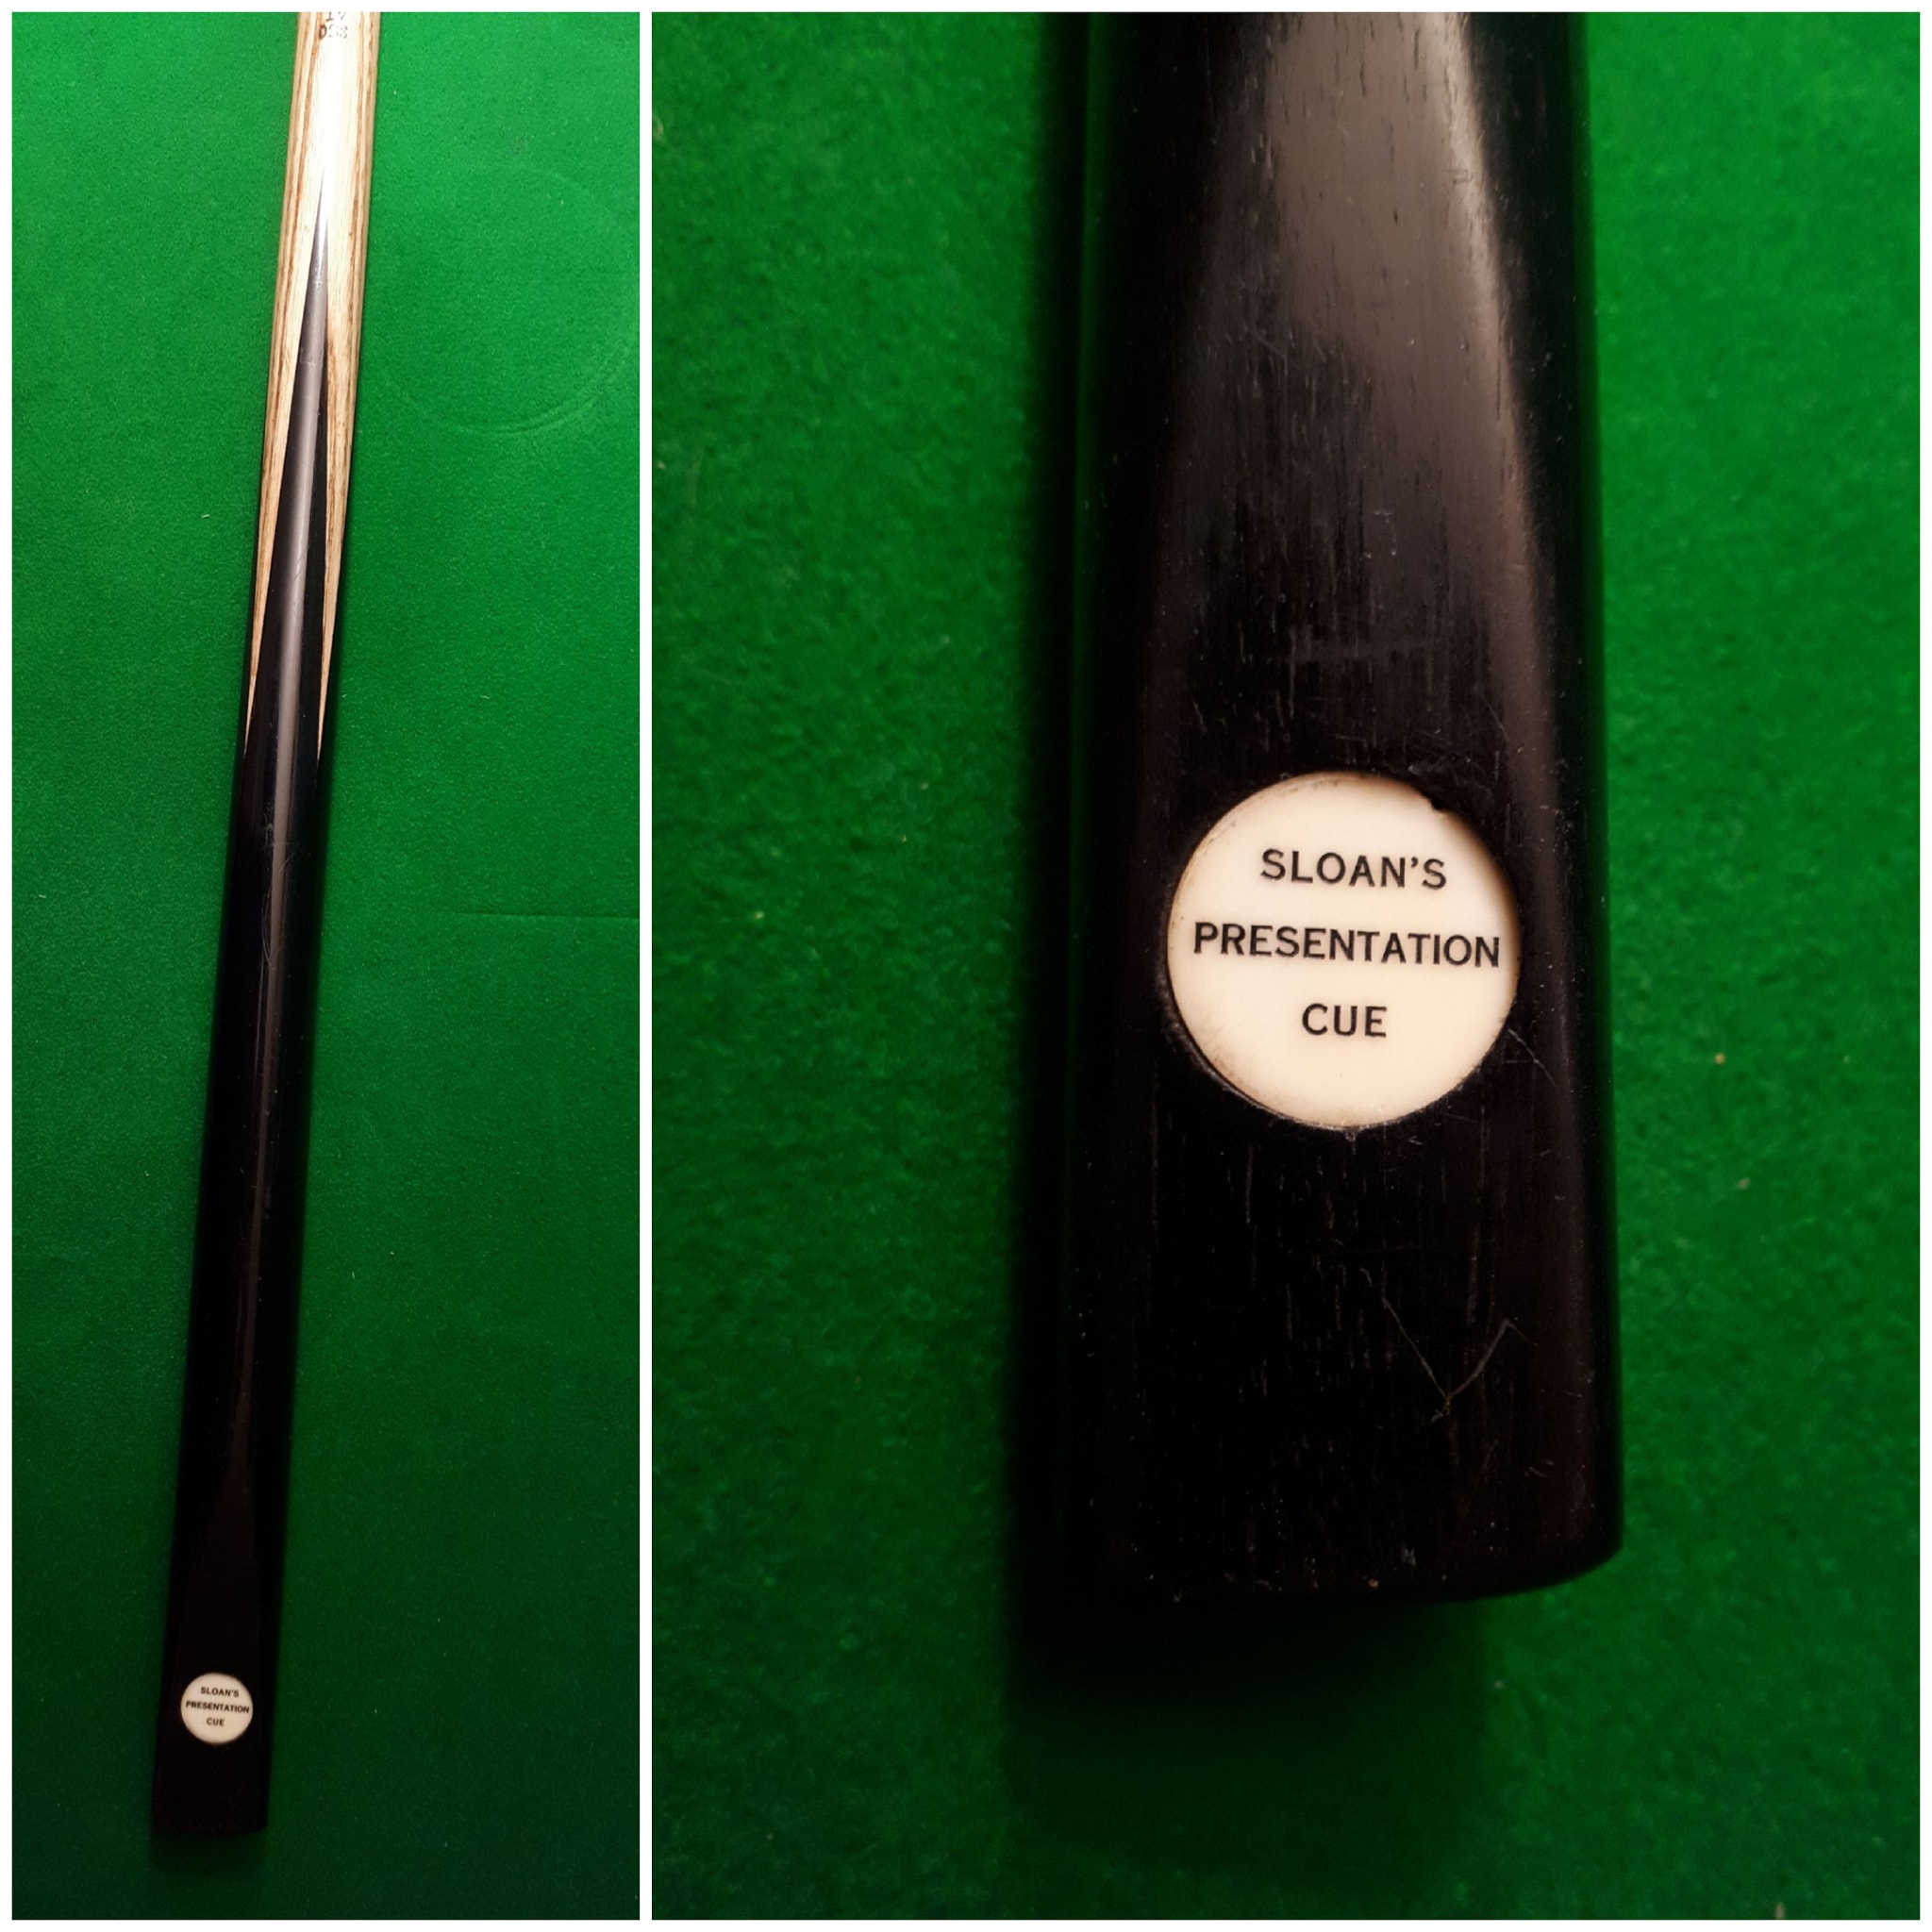 SLOAN'S
PRESENTATION
CUE
SLOAN'S
PRESENTATION
CUE